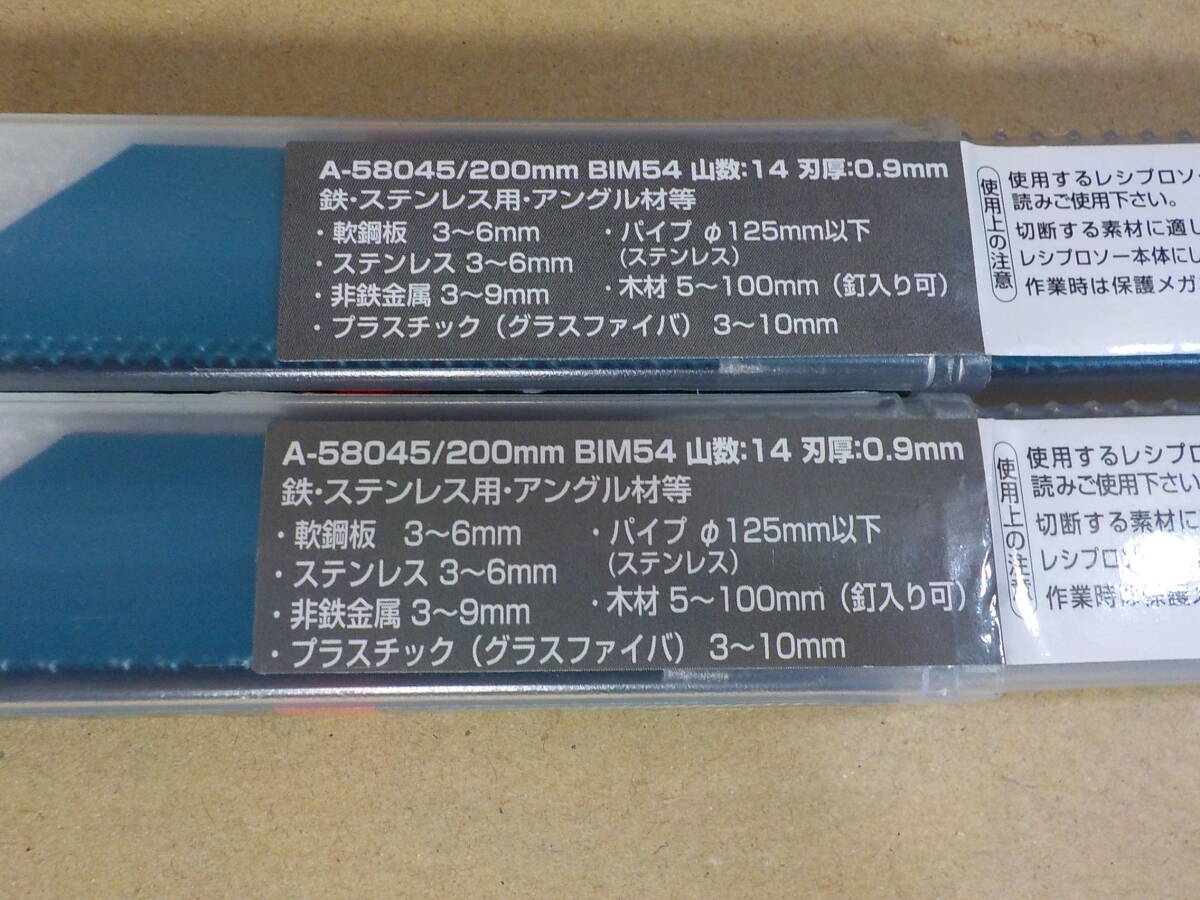 A-58045/200mm BIM54 山数:14 刃厚:0.9mm
鉄・ステンレス用・アングル材等
・軟鋼板 3〜6mm
・ステンレス 3〜6mm
・非鉄金属 3〜9mm
・プラスチック（グラスファイバ） 3〜10mm
・パイプ φ125mm以下
(ステンレス)
・木材 5〜100mm（釘入り可）
使用上の注意
使用するレシプロソー
読みご使用下さい。
切断する素材に適し
レシプロソー本体にし
作業時は保護メガ
A-58045/200mm BIM54 山数:14 刃厚:0.9mm
鉄・ステンレス用・アングル材等
・軟鋼板 3〜6mm
・ステンレス 3〜6mm
・非鉄金属 3〜9mm
・プラスチック（グラスファイバ） 3〜10mm
・パイプ φ125mm以下
(ステンレス)
・木材 5〜100mm（釘入り可）
使用上の注意
使用するレシプロ
読みご使用下さい
切断する素材に
レシプロ
作業時は保護メ